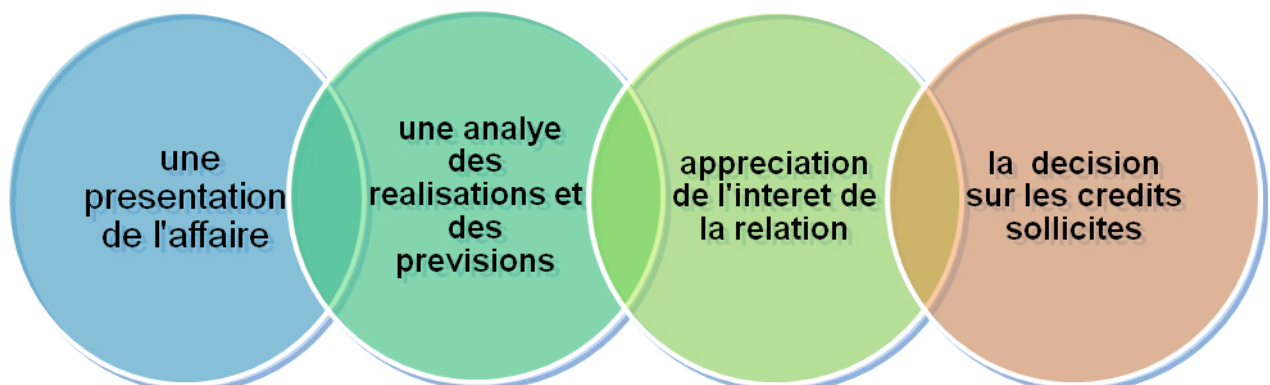 une
presentation
de l'affaire
une analye
des
realisations et
des
previsions
appreciation
de l'interet de
la relation
la decision
sur les credits
sollicites